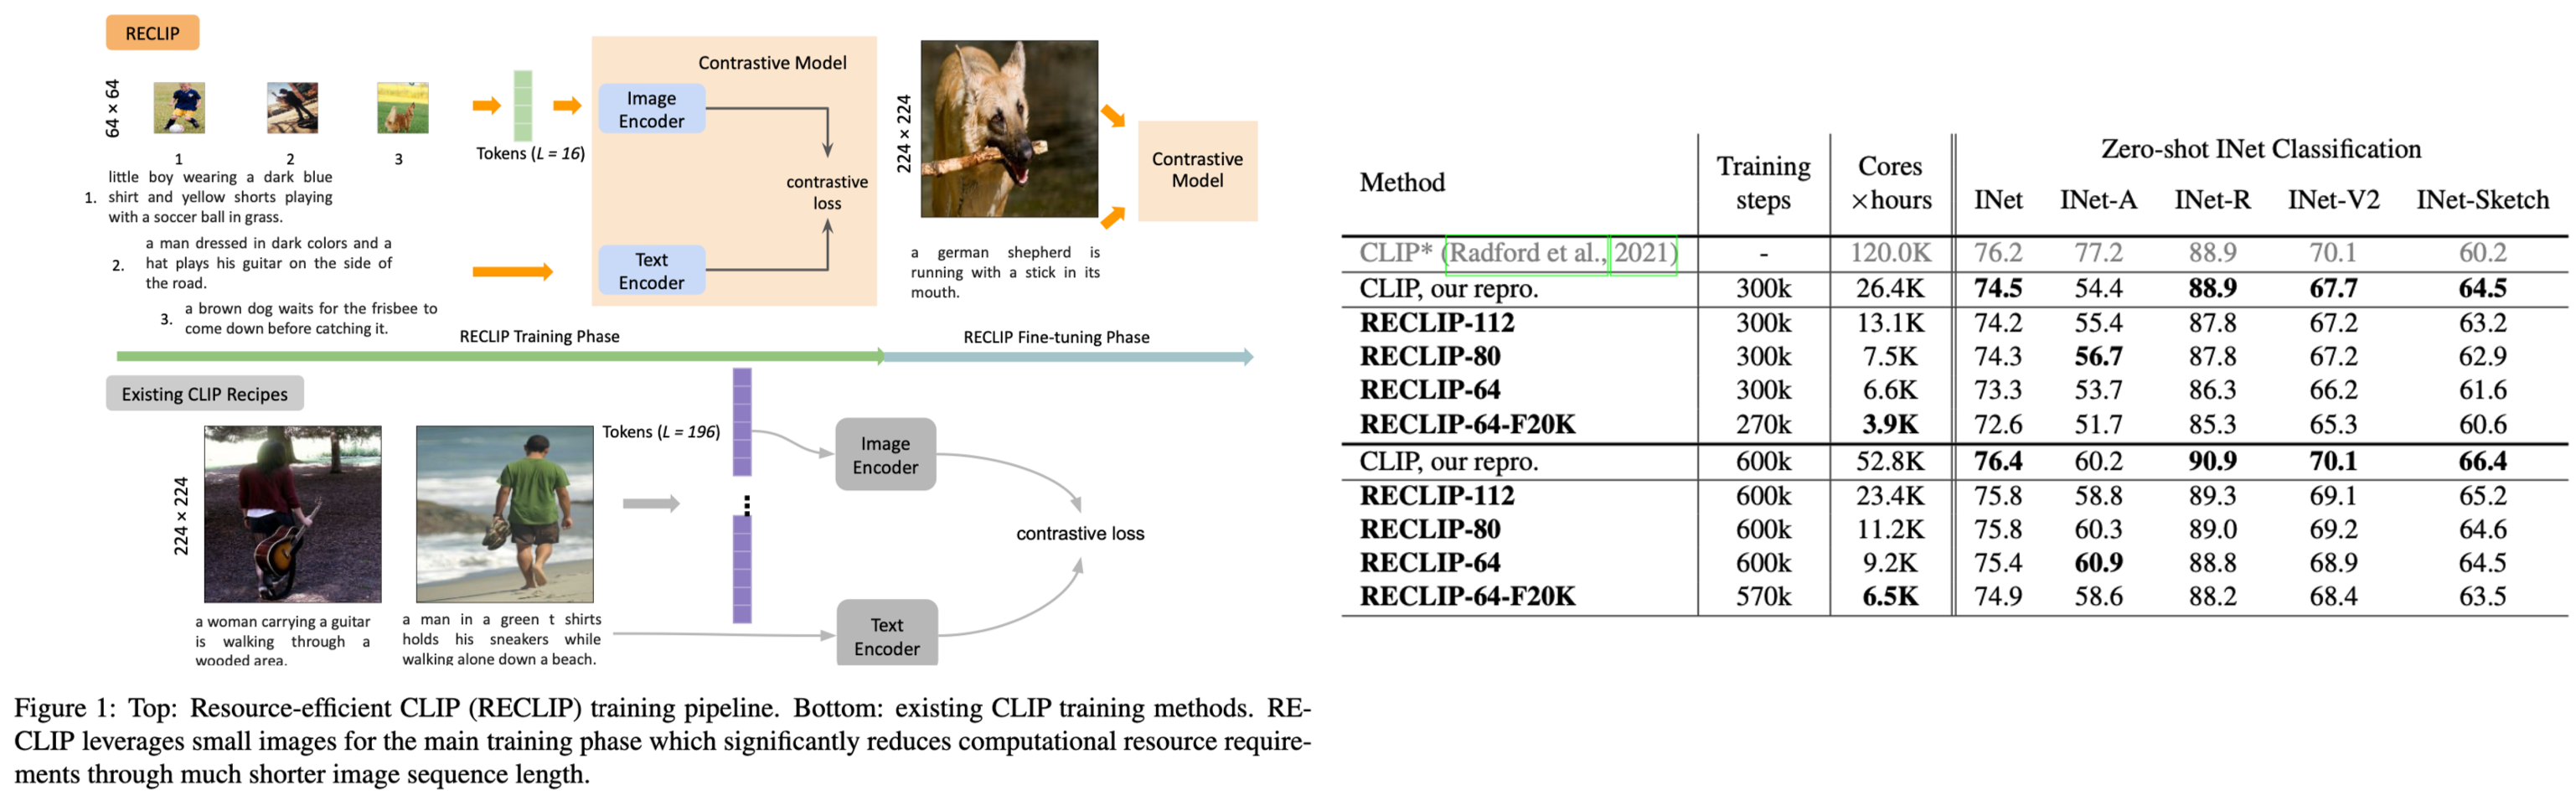 RECLIP
64 × 64
1 2 3
1. little boy wearing a dark blue
shirt and yellow shorts playing
with a soccer ball in grass.
2. a man dressed in dark colors and a
hat plays his guitar on the side of
the road.
3. a brown dog waits for the frisbee to
come down before catching it.
Tokens (L = 16)
Contrastive Model
Image
Encoder
contrastive
loss
Text
Encoder
224 × 224
a german shepherd is
running with a stick in its
mouth.
Contrastive
Model
RECLIP Training Phase
RECLIP Fine-tuning Phase
Existing CLIP Recipes
224 × 224
a woman carrying a guitar
is walking through a
wooded area.
a man in a green t shirts
holds his sneakers while
walking alone down a beach.
Tokens (L = 196)
Image
Encoder
contrastive loss
Text
Encoder
Figure 1: Top: Resource-efficient CLIP (RECLIP) training pipeline. Bottom: existing CLIP training methods. RE-
CLIP leverages small images for the main training phase which significantly reduces computational resource require-
ments through much shorter image sequence length.
Method Training steps Cores ×hours Zero-shot INet Classification
INet INet-A INet-R INet-V2 INet-Sketch
CLIP* (Radford et al., 2021) - 120.0K 76.2 77.2 88.9 70.1 60.2
CLIP, our repro. 300k 26.4K 74.5 54.4 88.9 67.7 64.5
RECLIP-112 300k 13.1K 74.2 55.4 87.8 67.2 63.2
RECLIP-80 300k 7.5K 74.3 56.7 87.8 67.2 62.9
RECLIP-64 300k 6.6K 73.3 53.7 86.3 66.2 61.6
RECLIP-64-F20K 270k 3.9K 72.6 51.7 85.3 65.3 60.6
CLIP, our repro. 600k 52.8K 76.4 60.2 90.9 70.1 66.4
RECLIP-112 600k 23.4K 75.8 58.8 89.3 69.1 65.2
RECLIP-80 600k 11.2K 75.8 60.3 89.0 69.2 64.6
RECLIP-64 600k 9.2K 75.4 60.9 88.8 68.9 64.5
RECLIP-64-F20K 570k 6.5K 74.9 58.6 88.2 68.4 63.5